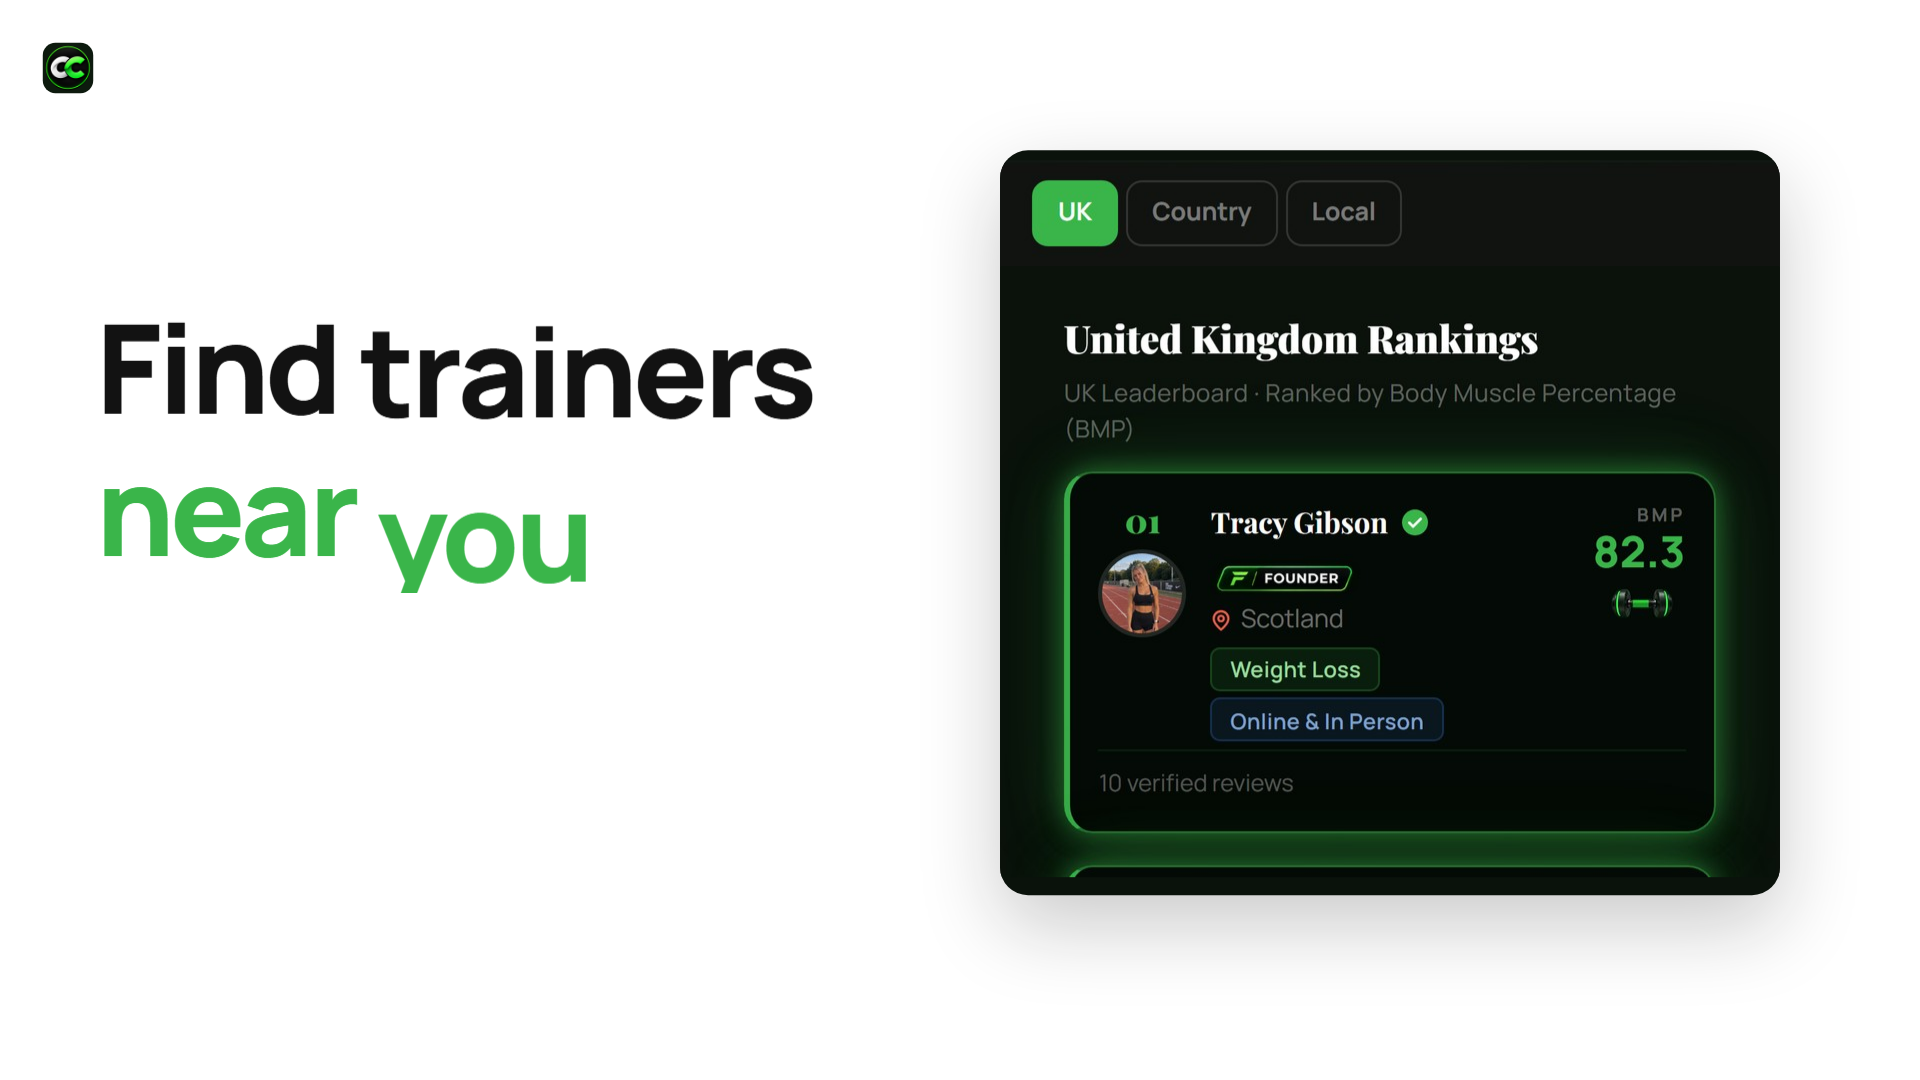 CC
Find trainers
near you
UK
Country
Local
United Kingdom Rankings
UK Leaderboard · Ranked by Body Muscle Percentage
(BMP)
01
Tracy Gibson
BMP
82.3
F / FOUNDER
Scotland
Weight Loss
Online & In Person
10 verified reviews